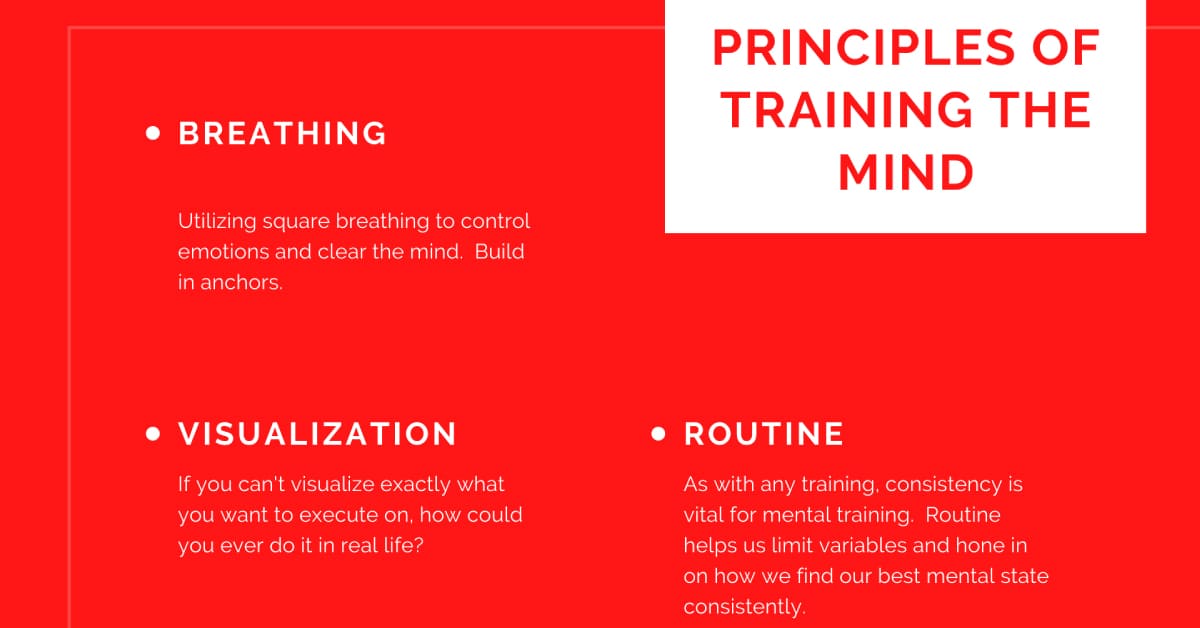 PRINCIPLES OF
TRAINING THE
MIND
BREATHING
Utilizing square breathing to control
emotions and clear the mind.  Build
in anchors.
VISUALIZATION
If you can't visualize exactly what
you want to execute on, how could
you ever do it in real life?
ROUTINE
As with any training, consistency is
vital for mental training.  Routine
helps us limit variables and hone in
on how we find our best mental state
consistently.